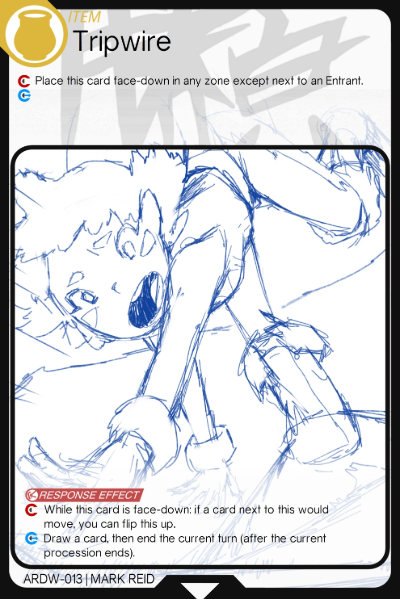 ITEM
Tripwire
Place this card face-down in any zone except next to an Entrant.
RESPONSE EFFECT
While this card is face-down: if a card next to this would
move, you can flip this up.
Draw a card, then end the current turn (after the current
procession ends).
ARDW-013 | MARK REID